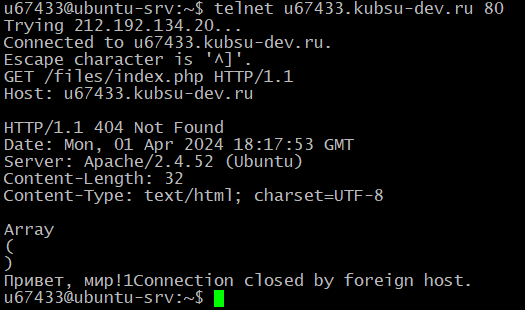 u67433@ubuntu-srv:~$ telnet u67433.kubsu-dev.ru 80
Trying 212.192.134.20...
Connected to u67433.kubsu-dev.ru.
Escape character is '^]'.
GET /files/index.php HTTP/1.1
Host: u67433.kubsu-dev.ru

HTTP/1.1 404 Not Found
Date: Mon, 01 Apr 2024 18:17:53 GMT
Server: Apache/2.4.52 (Ubuntu)
Content-Length: 32
Content-Type: text/html; charset=UTF-8

Array
(
)
Привет, мир!1Connection closed by foreign host.
u67433@ubuntu-srv:~$